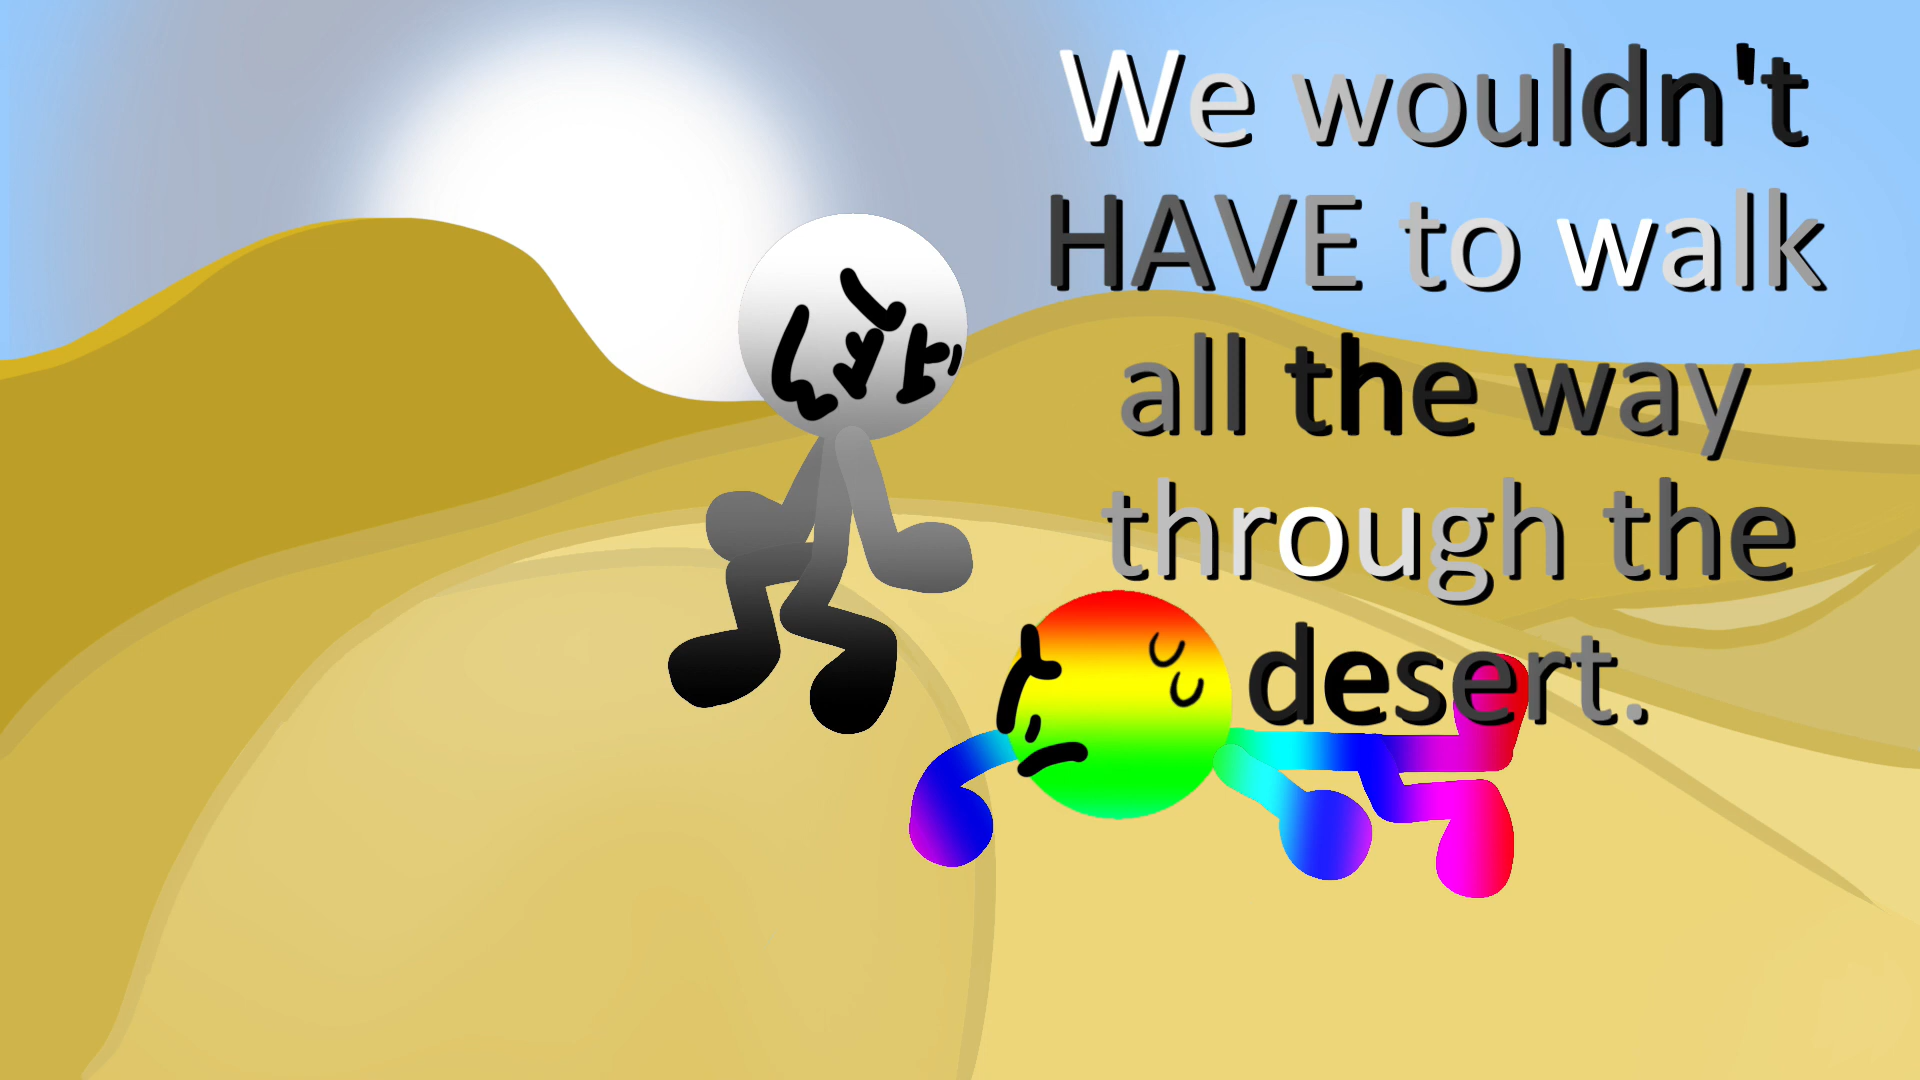 We wouldn't
HAVE to walk
all the way
through the
desert.